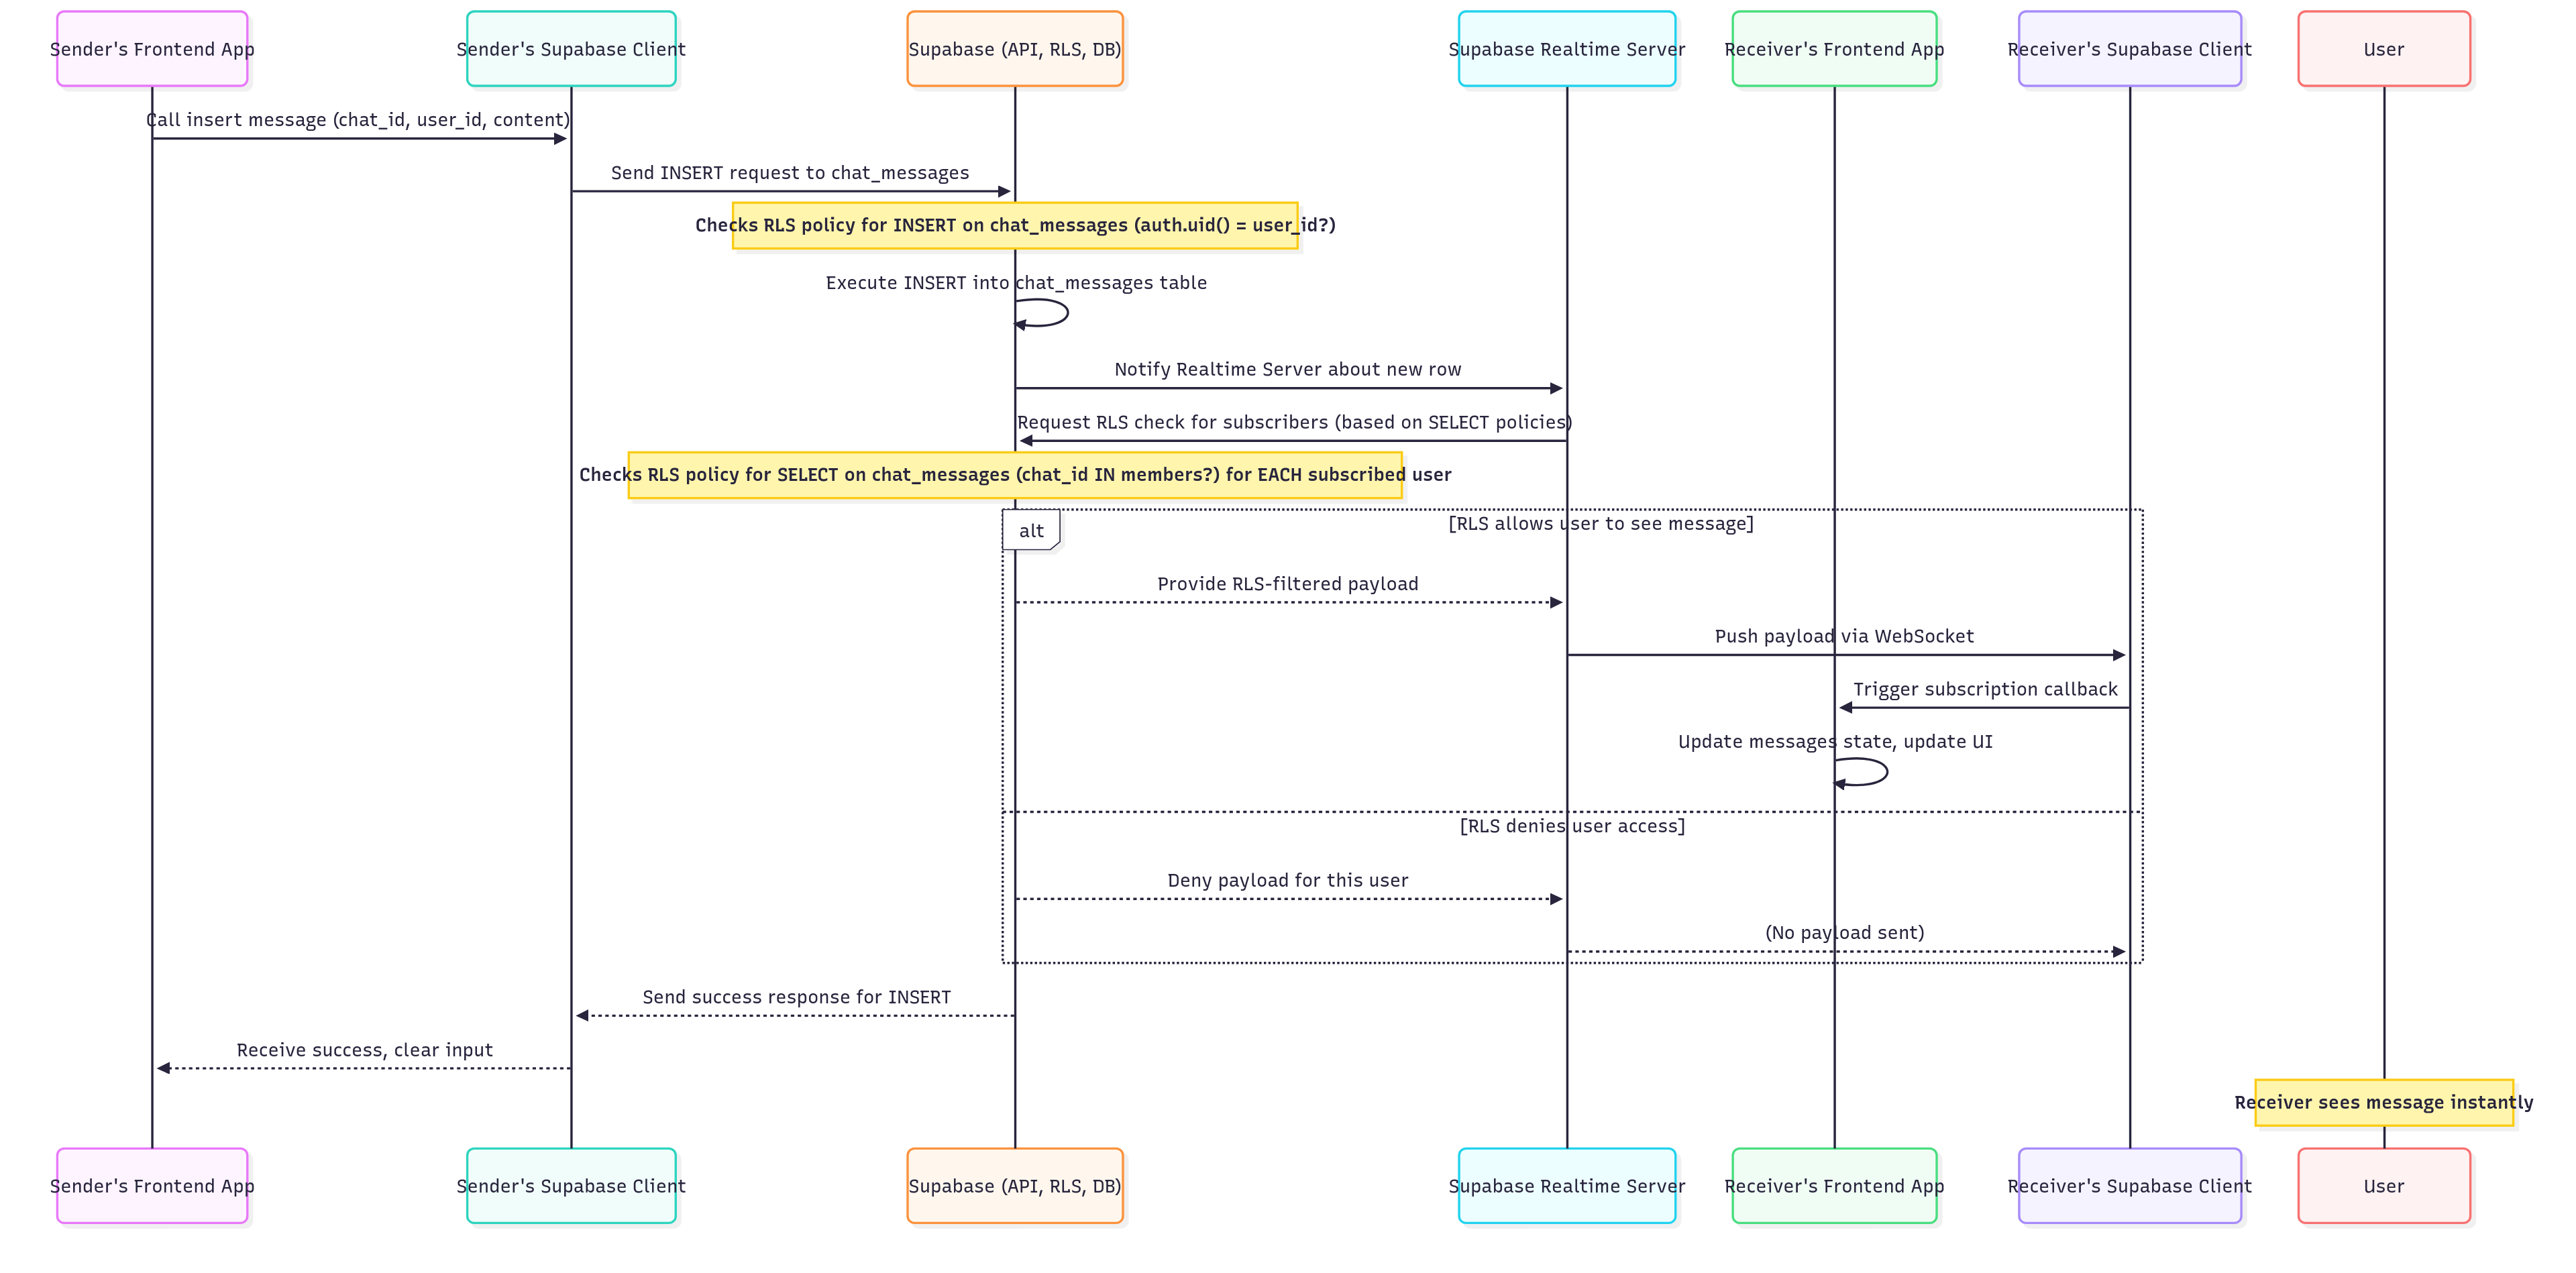 Sender's Frontend App
Sender's Supabase Client
Supabase (API, RLS, DB)
Supabase Realtime Server
Receiver's Frontend App
Receiver's Supabase Client
User
Call insert message (chat_id, user_id, content)
Send INSERT request to chat_messages
Checks RLS policy for INSERT on chat_messages (auth.uid() = user_id?)
Execute INSERT into chat_messages table
Notify Realtime Server about new row
Request RLS check for subscribers (based on SELECT policies)
Checks RLS policy for SELECT on chat_messages (chat_id IN members?) for EACH subscribed user
alt
[RLS allows user to see message]
Provide RLS-filtered payload
Push payload via WebSocket
Trigger subscription callback
Update messages state, update UI
[RLS denies user access]
Deny payload for this user
(No payload sent)
Send success response for INSERT
Receive success, clear input
Receiver sees message instantly
Sender's Frontend App
Sender's Supabase Client
Supabase (API, RLS, DB)
Supabase Realtime Server
Receiver's Frontend App
Receiver's Supabase Client
User